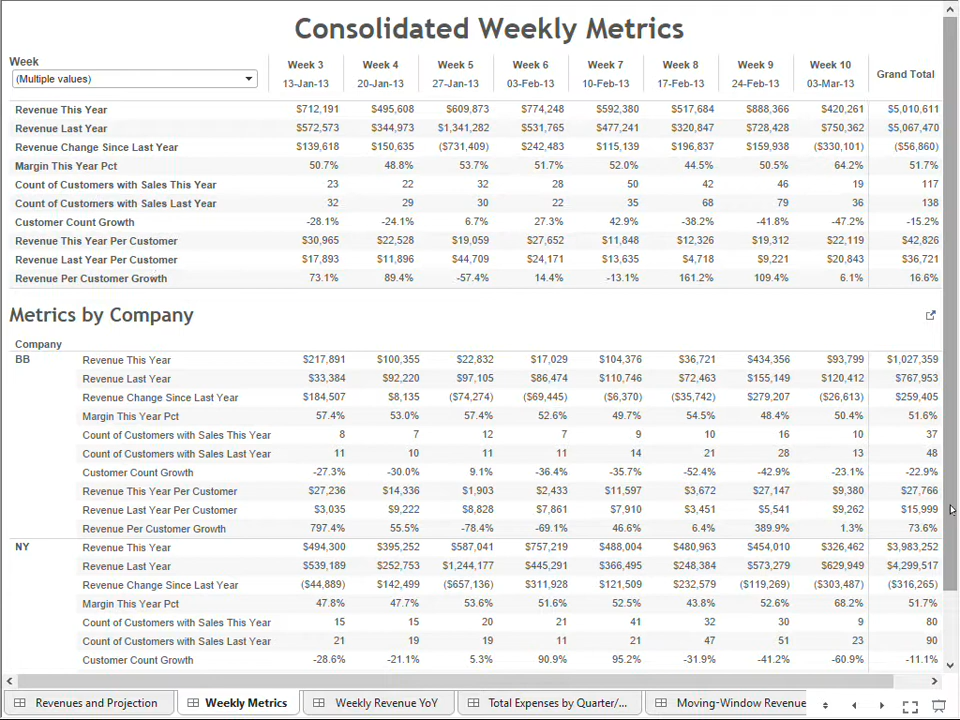 Consolidated Weekly Metrics
Week
(Multiple values)
Week 3 Week 4 Week 5 Week 6 Week 7 Week 8 Week 9 Week 10 Grand Total
13-Jan-13 20-Jan-13 27-Jan-13 03-Feb-13 10-Feb-13 17-Feb-13 24-Feb-13 03-Mar-13
Revenue This Year $712,191 $495,608 $609,873 $774,248 $592,380 $517,684 $888,366 $420,261 $5,010,611
Revenue Last Year $572,573 $344,973 $1,341,282 $531,765 $477,241 $320,847 $728,428 $750,362 $5,067,470
Revenue Change Since Last Year $139,618 $150,635 ($731,409) $242,483 $115,139 $196,837 $159,938 ($330,101) ($56,860)
Margin This Year Pct 50.7% 48.8% 53.7% 51.7% 52.0% 44.5% 50.5% 64.2% 51.7%
Count of Customers with Sales This Year 23 22 32 28 50 42 46 19 117
Count of Customers with Sales Last Year 32 29 30 22 35 68 79 36 138
Customer Count Growth -28.1% -24.1% 6.7% 27.3% 42.9% -38.2% -41.8% -47.2% -15.2%
Revenue This Year Per Customer $30,965 $22,528 $19,059 $27,652 $11,848 $12,326 $19,312 $22,119 $42,826
Revenue Last Year Per Customer $17,893 $11,896 $44,709 $24,171 $13,635 $4,718 $9,221 $20,843 $36,721
Revenue Per Customer Growth 73.1% 89.4% -57.4% 14.4% -13.1% 161.2% 109.4% 6.1% 16.6%
Metrics by Company
Company
BB Revenue This Year $217,891 $100,355 $22,832 $17,029 $104,376 $36,721 $434,356 $93,799 $1,027,359
Revenue Last Year $33,384 $92,220 $97,105 $86,474 $110,746 $72,463 $155,149 $120,412 $767,953
Revenue Change Since Last Year $184,507 $8,135 ($74,274) ($69,445) ($6,370) ($35,742) $279,207 ($26,613) $259,405
Margin This Year Pct 57.4% 53.0% 57.4% 52.6% 49.7% 54.5% 48.4% 50.4% 51.6%
Count of Customers with Sales This Year 8 7 12 7 9 10 16 10 37
Count of Customers with Sales Last Year 11 10 11 11 14 21 28 13 48
Customer Count Growth -27.3% -30.0% 9.1% -36.4% -35.7% -52.4% -42.9% -23.1% -22.9%
Revenue This Year Per Customer $27,236 $14,336 $1,903 $2,433 $11,597 $3,672 $27,147 $9,380 $27,766
Revenue Last Year Per Customer $3,035 $9,222 $8,828 $7,861 $7,910 $3,451 $5,541 $9,262 $15,999
Revenue Per Customer Growth 797.4% 55.5% -78.4% -69.1% 46.6% 6.4% 389.9% 1.3% 73.6%
NY Revenue This Year $494,300 $395,252 $587,041 $757,219 $488,004 $480,963 $454,010 $326,462 $3,983,252
Revenue Last Year $539,189 $252,753 $1,244,177 $445,291 $366,495 $248,384 $573,279 $629,949 $4,299,517
Revenue Change Since Last Year ($44,889) $142,499 ($657,136) $311,928 $121,509 $232,579 ($119,269) ($303,487) ($316,265)
Margin This Year Pct 47.8% 47.7% 53.6% 51.6% 52.5% 43.8% 52.6% 68.2% 51.7%
Count of Customers with Sales This Year 15 15 20 21 41 32 30 9 80
Count of Customers with Sales Last Year 21 19 19 11 21 47 51 23 90
Customer Count Growth -28.6% -21.1% 5.3% 90.9% 95.2% -31.9% -41.2% -60.9% -11.1%
Revenues and Projection Weekly Metrics Weekly Revenue YoY Total Expenses by Quarter/... Moving-Window Revenue